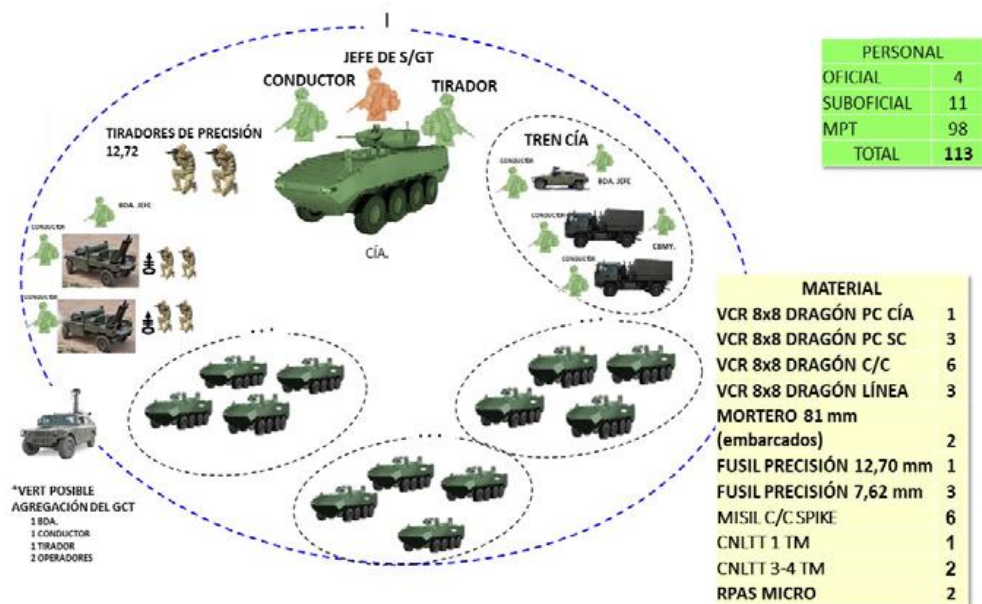 I
JEFE DE S/GT
CONDUCTOR
TIRADOR
TIRADORES DE PRECISIÓN
12,72
TREN CÍA
CONDUCTOR
BDA. JEFE
CONDUCTOR
CBMY.
CONDUCTOR
BDA. JEFE
CONDUCTOR
CONDUCTOR
CÍA.
...
...
...
*VERT POSIBLE
AGREGACIÓN DEL GCT
1 BDA.
1 CONDUCTOR
1 TIRADOR
2 OPERADORES
PERSONAL
OFICIAL 4
SUBOFICIAL 11
MPT 98
TOTAL 113
MATERIAL
VCR 8x8 DRAGÓN PC CÍA 1
VCR 8x8 DRAGÓN PC SC 3
VCR 8x8 DRAGÓN C/C 6
VCR 8x8 DRAGÓN LÍNEA 3
MORTERO 81 mm
(embarcados) 2
FUSIL PRECISIÓN 12,70 mm 1
FUSIL PRECISIÓN 7,62 mm 3
MISIL C/C SPIKE 6
CNLTT 1 TM 1
CNLTT 3-4 TM 2
RPAS MICRO 2